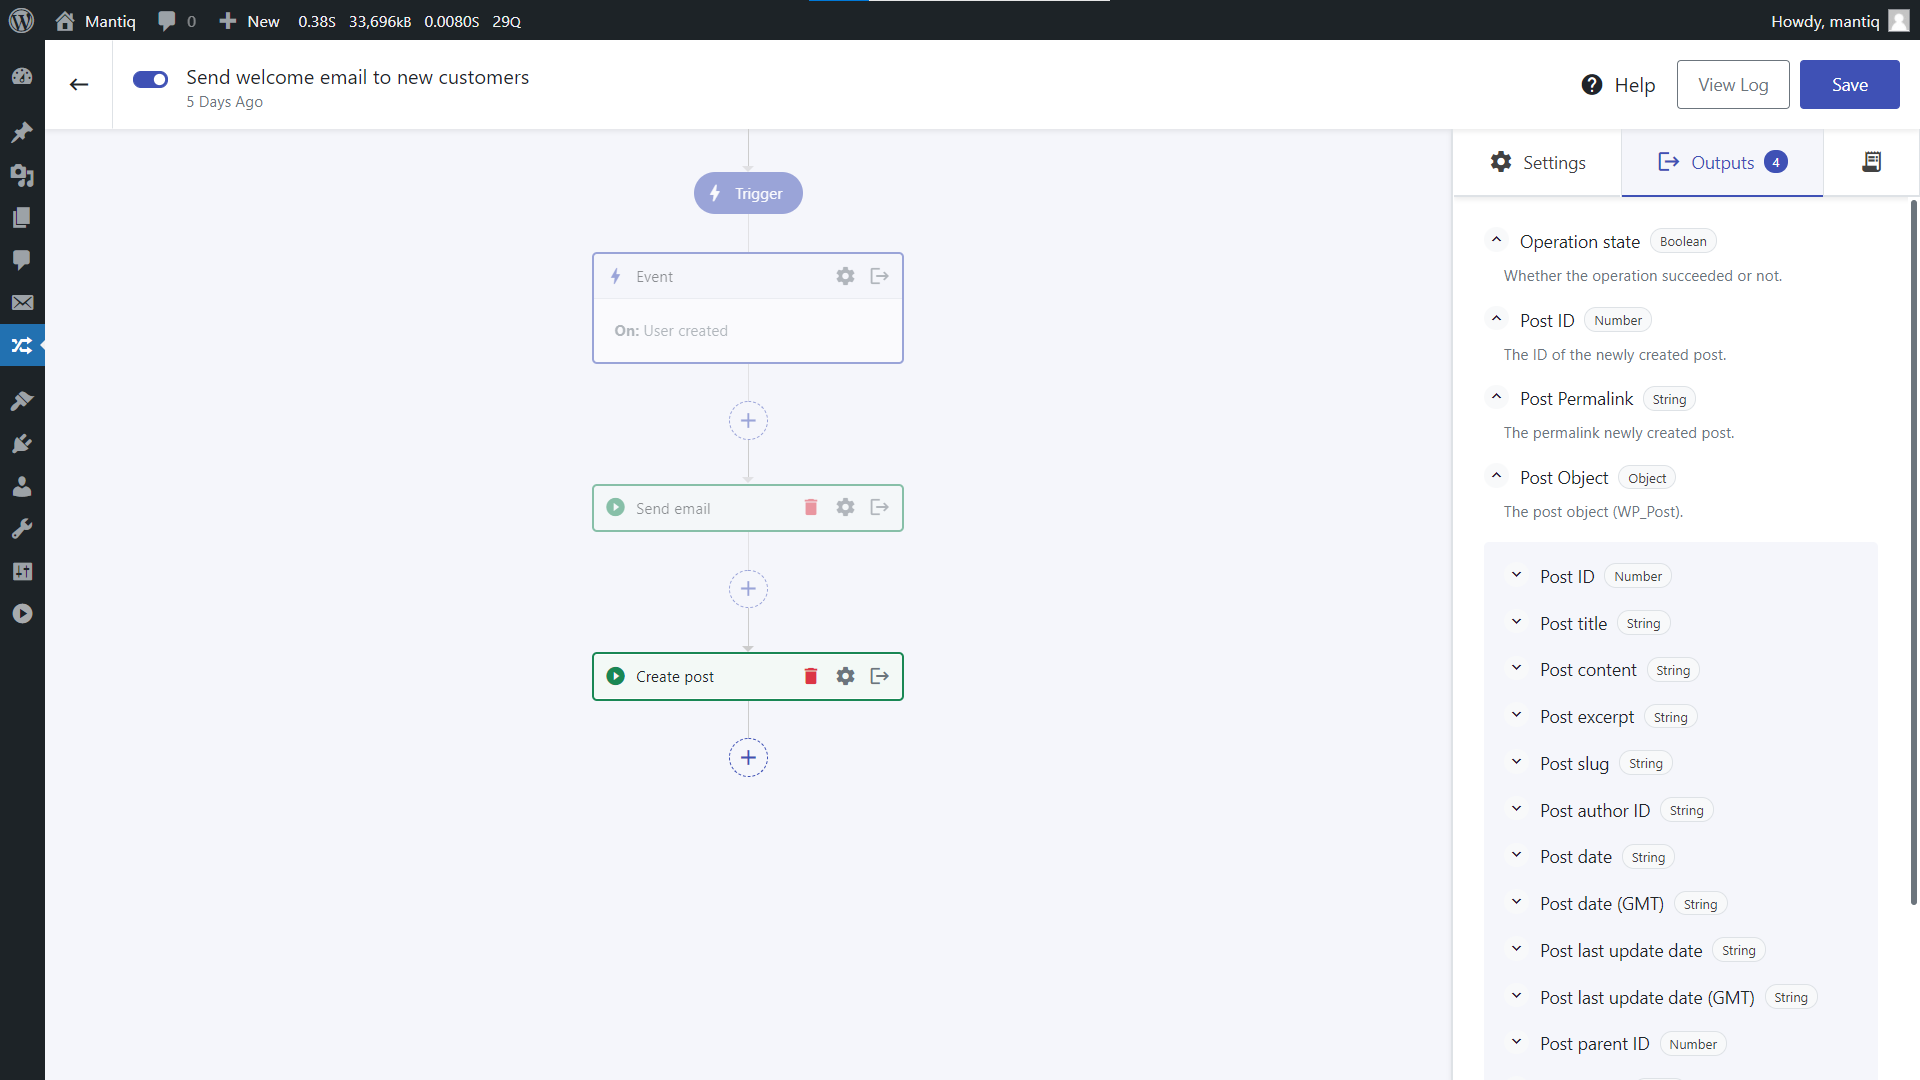 Mantiq 0 New 0.38S 33,696KB 0.0080S 29Q Howdy, mantiq
Send welcome email to new customers
5 Days Ago
Help View Log Save
Settings Outputs 4
Trigger
Event
On: User created
Send email
Create post
Operation state Boolean
Whether the operation succeeded or not.
Post ID Number
The ID of the newly created post.
Post Permalink String
The permalink newly created post.
Post Object Object
The post object (WP_Post).
Post ID Number
Post title String
Post content String
Post excerpt String
Post slug String
Post author ID String
Post date String
Post date (GMT) String
Post last update date String
Post last update date (GMT) String
Post parent ID Number